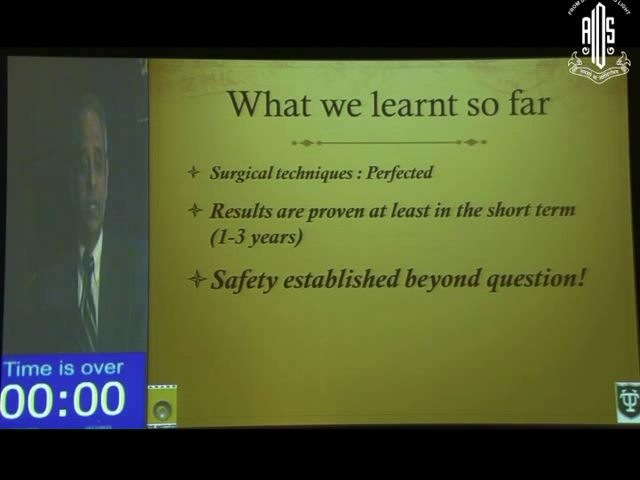 AIOS
What we learnt so far
Surgical techniques : Perfected
Results are proven at least in the short term
(1-3 years)
Safety established beyond question!
Time is over
00:00